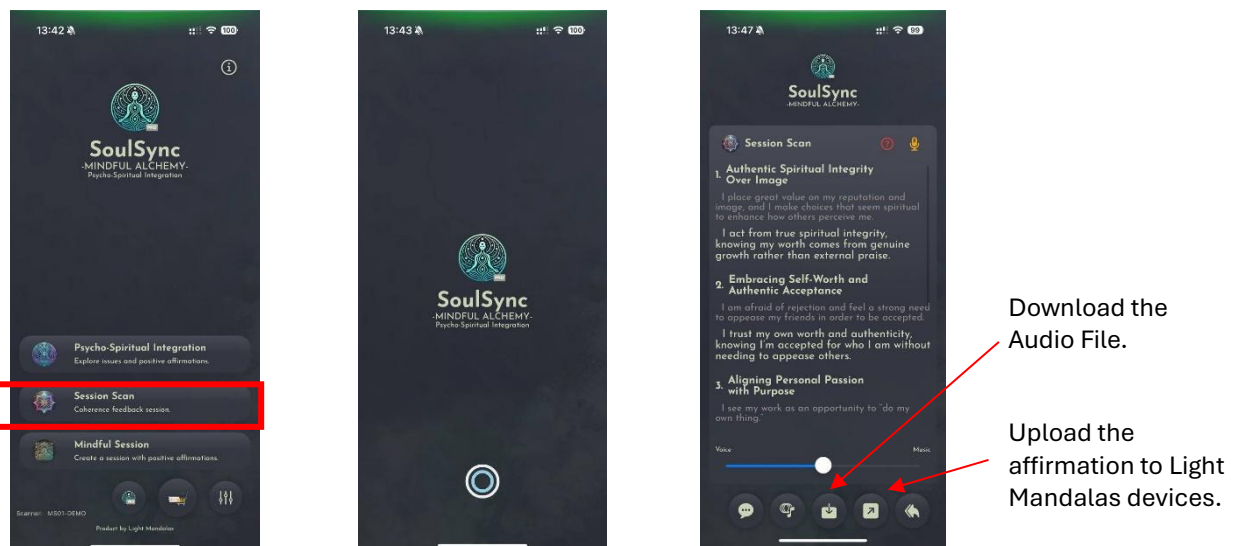 13:42
100
SoulSync
-MINDFUL ALCHEMY-
Psycho-Spiritual Integration
Psycho-Spiritual Integration
Explore issues and positive affirmations.
Session Scan
Coherence feedback session.
Mindful Session
Create a session with positive affirmations.
Scanner: MS01-DEMO
Product by Light Mandalas
13:43
100
SoulSync
-MINDFUL ALCHEMY-
Psycho-Spiritual Integration
13:47
99
SoulSync
-MINDFUL ALCHEMY-
Session Scan
1. Authentic Spiritual Integrity
Over Image
I place great value on my reputation and
image, and I make choices that seem spiritual
to enhance how others perceive me.
I act from true spiritual integrity,
knowing my worth comes from genuine
growth rather than external praise.
2. Embracing Self-Worth and
Authentic Acceptance
I am afraid of rejection and feel a strong need
to appease my friends in order to be accepted.
I trust my own worth and authenticity,
knowing I'm accepted for who I am without
needing to appease others.
3. Aligning Personal Passion
with Purpose
I see my work as an opportunity to "do my
own thing."
Voice
Music
Download the
Audio File.
Upload the
affirmation to Light
Mandalas devices.